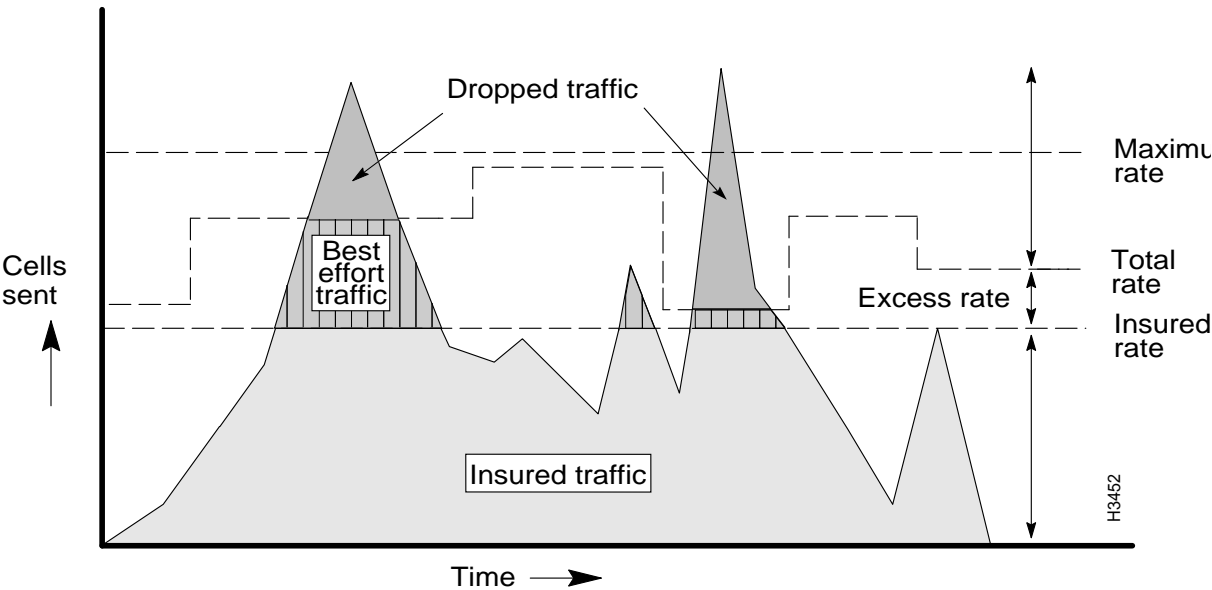 Dropped traffic
Maximu
rate
Cells
sent
Best
effort
traffic
Total
rate
Excess rate
Insured
rate
Insured traffic
H3452
Time